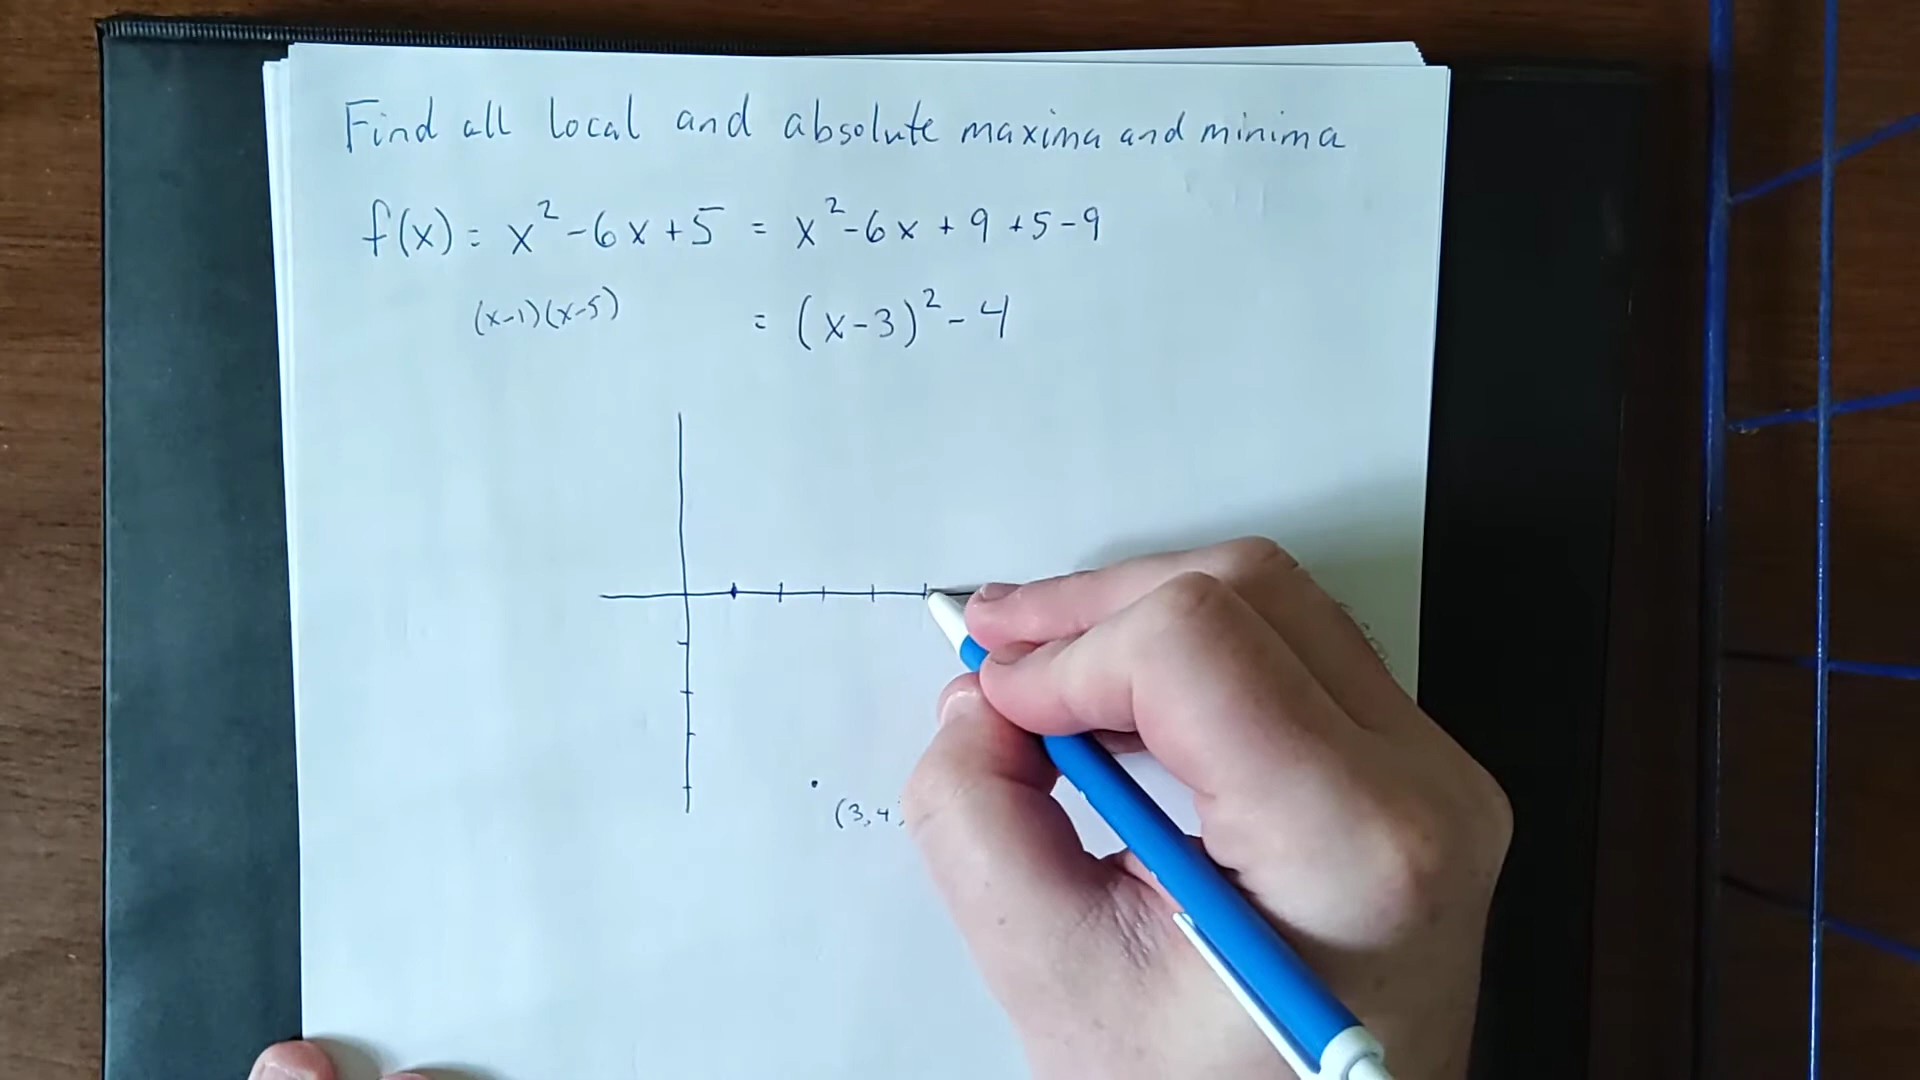 Find all local and absolute maxima and minima
f(x) = x² - 6x + 5 = x² - 6x + 9 + 5 - 9
(x-1)(x-5) = (x-3)² - 4
(3,4)